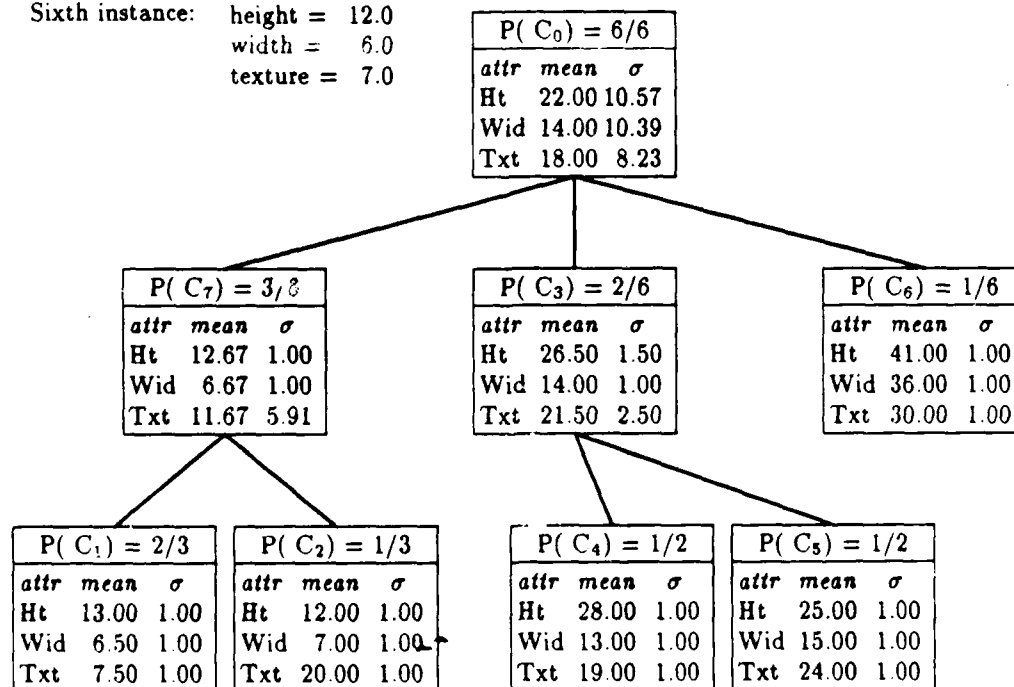 Sixth instance: height = 12.0
width = 6.0
texture = 7.0
P( C₀) = 6/6
attr mean σ
Ht 22.00 10.57
Wid 14.00 10.39
Txt 18.00 8.23
P( C₇) = 3/
attr mean σ
Ht 12.67 1.00
Wid 6.67 1.00
Txt 11.67 5.91
P( C₃) = 2/6
attr mean σ
Ht 26.50 1.50
Wid 14.00 1.00
Txt 21.50 2.50
P( C₆) = 1/6
attr mean σ
Ht 41.00 1.00
Wid 36.00 1.00
Txt 30.00 1.00
P( C₁) = 2/3
attr mean σ
Ht 13.00 1.00
Wid 6.50 1.00
Txt 7.50 1.00
P( C₂) = 1/3
attr mean σ
Ht 12.00 1.00
Wid 7.00 1.00
Txt 20.00 1.00
P( C₄) = 1/2
attr mean σ
Ht 28.00 1.00
Wid 13.00 1.00
Txt 19.00 1.00
P( C₅) = 1/2
attr mean σ
Ht 25.00 1.00
Wid 15.00 1.00
Txt 24.00 1.00